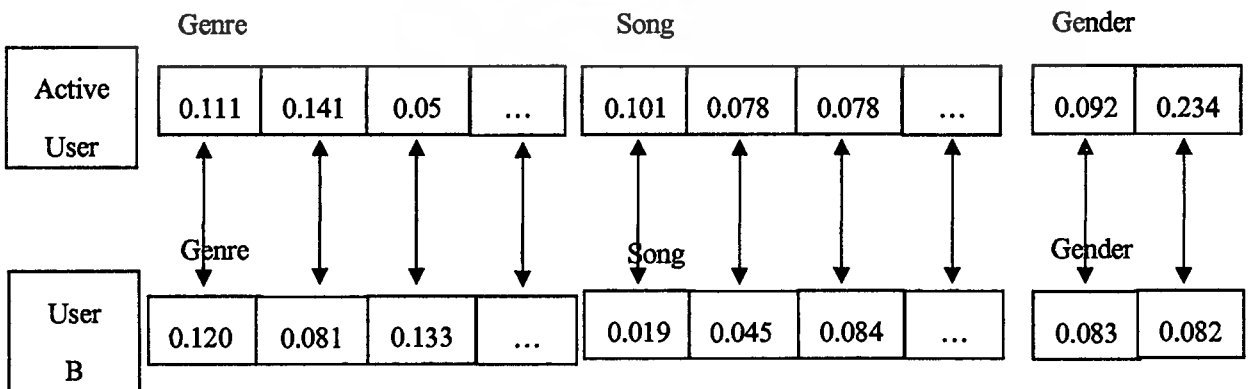 Genre Song Gender
Active User
0.111 0.141 0.05 ... 0.101 0.078 0.078 ... 0.092 0.234
Genre Song Gender
User B
0.120 0.081 0.133 ... 0.019 0.045 0.084 ... 0.083 0.082